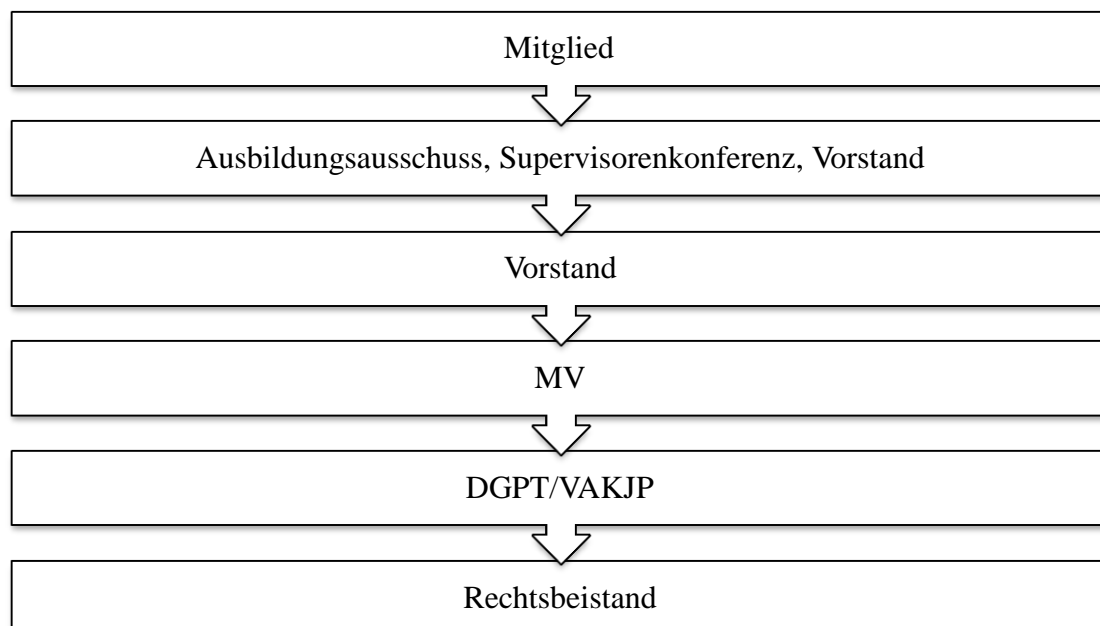 Mitglied
Ausbildungsausschuss, Supervisorenkonferenz, Vorstand
Vorstand
MV
DGPT/VAKJP
Rechtsbeistand